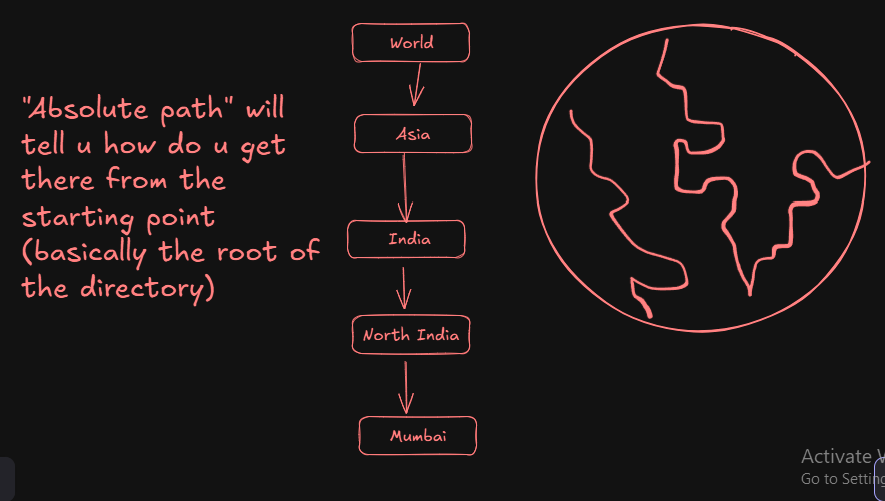 "Absolute path" will
tell u how do u get
there from the
starting point
(basically the root of
the directory)
World
Asia
India
North India
Mumbai
Activate
Go to Setting